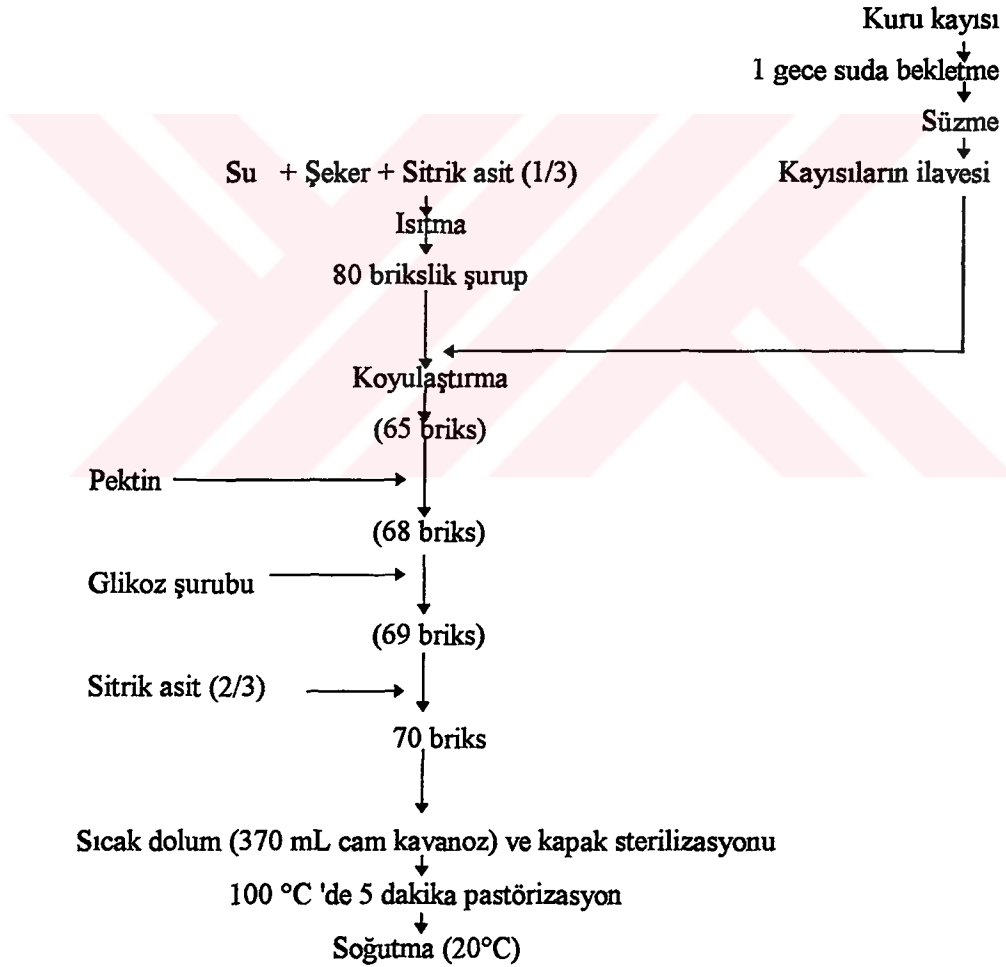 Kuru kayısı
1 gece suda bekletme
Süzme
Su + Şeker + Sitrik asit (1/3)
Kayısıların ilavesi
Isıtma
80 brikslik şurup
Koyulaştırma
(65 briks)
Pektin
(68 briks)
Glikoz şurubu
(69 briks)
Sitrik asit (2/3)
70 briks
Sıcak dolum (370 mL cam kavanoz) ve kapak sterilizasyonu
100 °C 'de 5 dakika pastörizasyon
Soğutma (20°C)